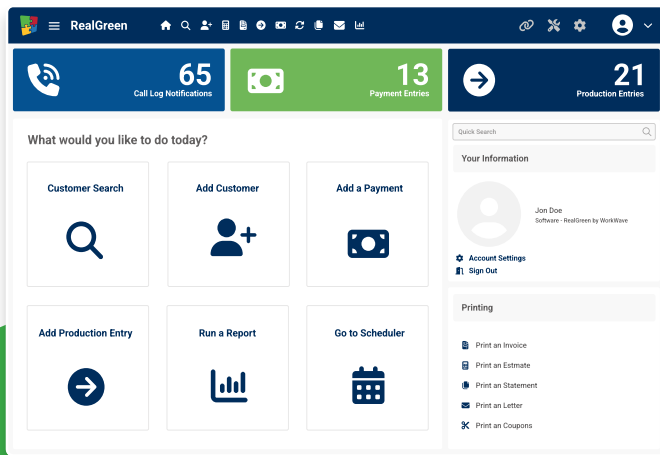 RealGreen
65
Call Log Notifications
13
Payment Entries
21
Production Entries
What would you like to do today?
Customer Search
Add Customer
Add a Payment
Add Production Entry
Run a Report
Go to Scheduler
Quick Search
Your Information
Jon Doe
Software - RealGreen by WorkWave
Account Settings
Sign Out
Printing
Print an Invoice
Print an Estmate
Print an Statement
Print an Letter
Print an Coupons